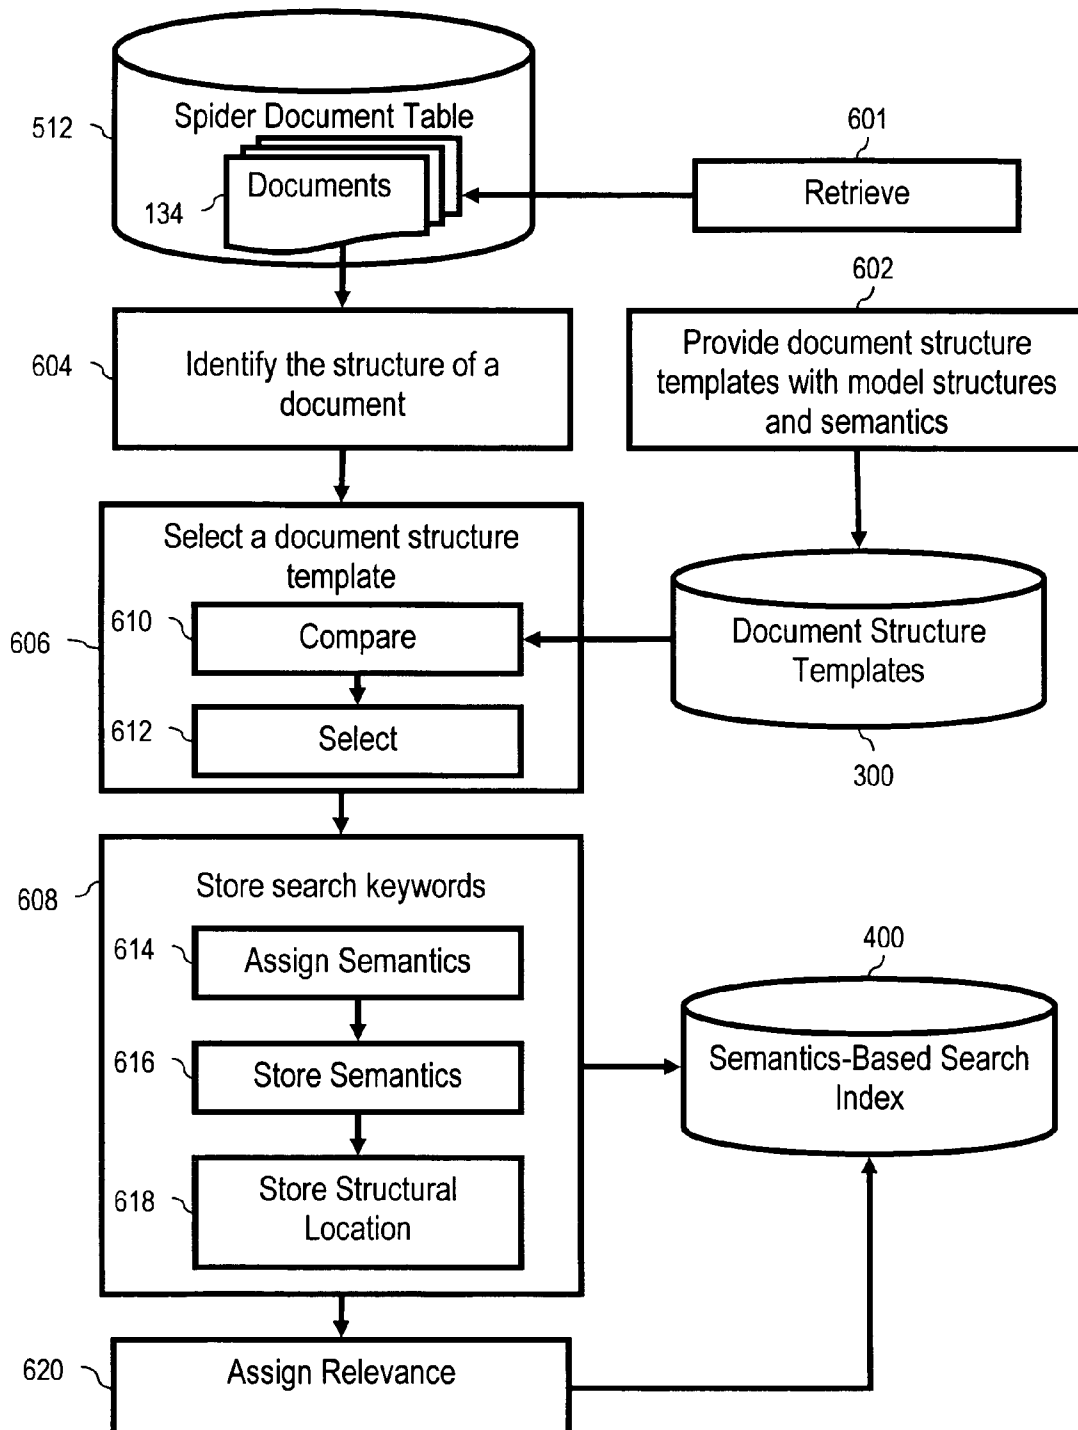 512
Spider Document Table
134
Documents
601
Retrieve
604
Identify the structure of a
document
602
Provide document structure
templates with model structures
and semantics
606
Select a document structure
template
610
Compare
612
Select
Document Structure
Templates
300
608
Store search keywords
614
Assign Semantics
616
Store Semantics
618
Store Structural
Location
400
Semantics-Based Search
Index
620
Assign Relevance